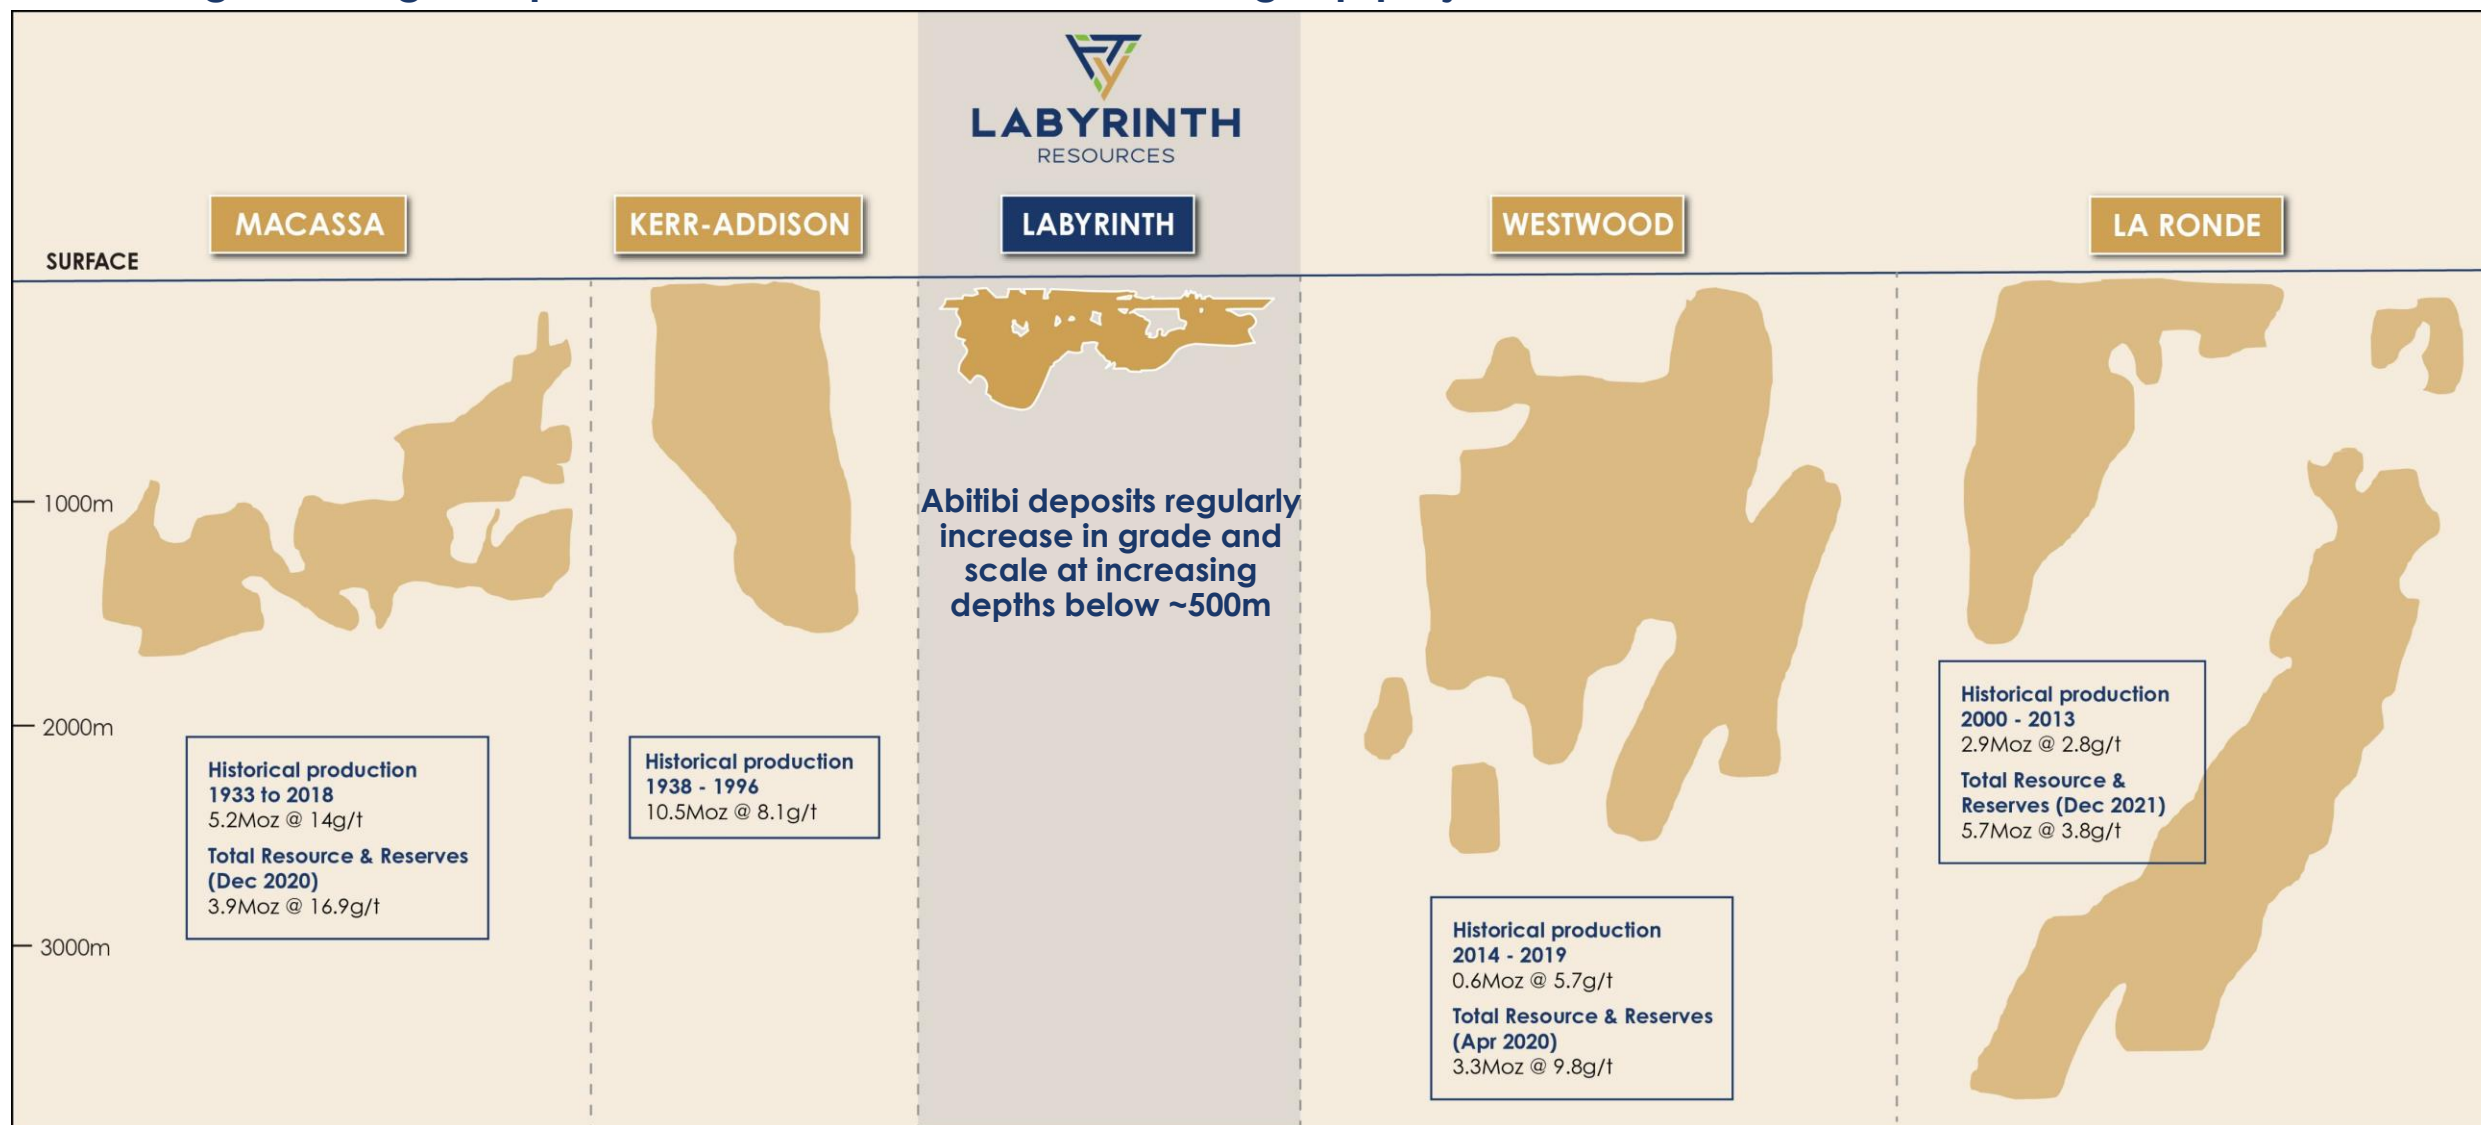 LABYRINTH
RESOURCES
MACASSA
KERR-ADDISON
LABYRINTH
WESTWOOD
LA RONDE
SURFACE
1000m
2000m
3000m
Abitibi deposits regularly
increase in grade and
scale at increasing
depths below ~500m
Historical production
1933 to 2018
5.2Moz @ 14g/t
Total Resource & Reserves
(Dec 2020)
3.9Moz @ 16.9g/t
Historical production
1938 - 1996
10.5Moz @ 8.1g/t
Historical production
2014 - 2019
0.6Moz @ 5.7g/t
Total Resource & Reserves
(Apr 2020)
3.3Moz @ 9.8g/t
Historical production
2000 - 2013
2.9Moz @ 2.8g/t
Total Resource &
Reserves (Dec 2021)
5.7Moz @ 3.8g/t